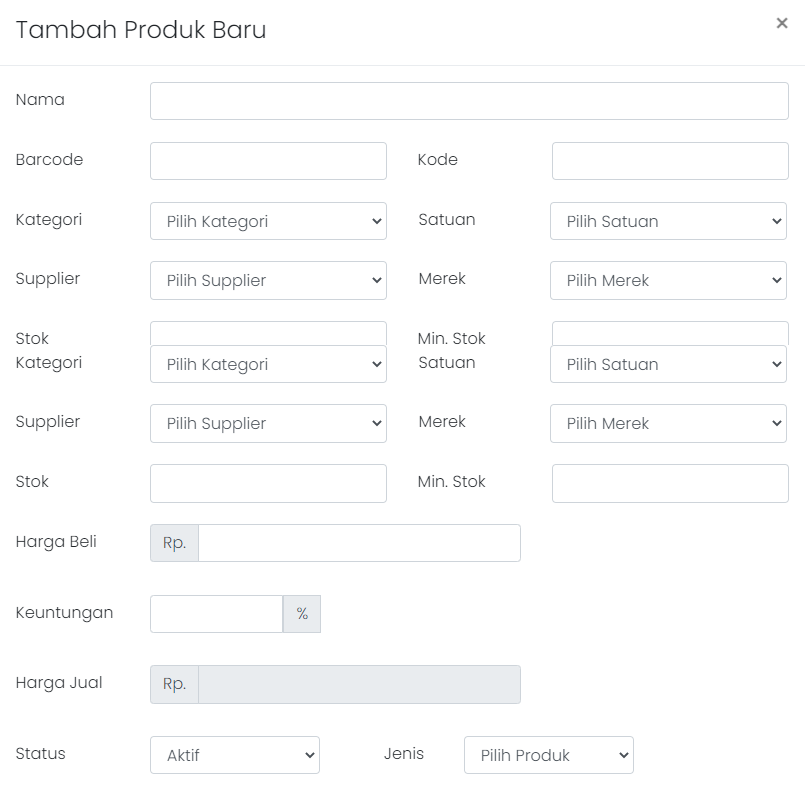 Tambah Produk Baru ×
Nama
Barcode Kode
Kategori Pilih Kategori Satuan Pilih Satuan
Supplier Pilih Supplier Merek Pilih Merek
Stok Min. Stok
Kategori Pilih Kategori Satuan Pilih Satuan
Supplier Pilih Supplier Merek Pilih Merek
Stok Min. Stok
Harga Beli Rp.
Keuntungan %
Harga Jual Rp.
Status Aktif Jenis Pilih Produk